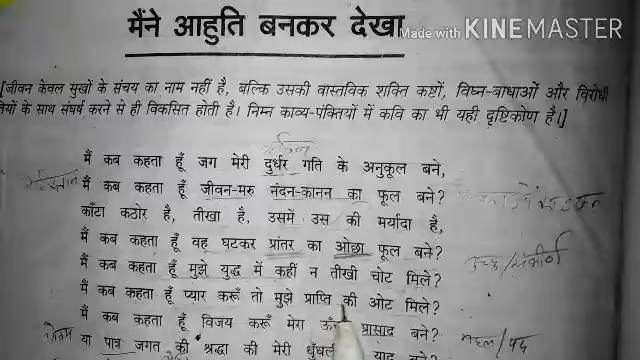 मैंने आहुति बनकर देखा
Made with KINEMASTER
[जीवन केवल सुखों के संचय का नाम नहीं है, बल्कि उसकी वास्तविक शक्ति कष्टों, विघ्न-बाधाओं और विरोधी
के साथ संघर्ष करने से ही विकसित होती है। निम्न काव्य-पंक्तियों में कवि का भी यही दृष्टिकोण है।]
मैं कब कहता हूँ जग मेरी दुर्धर गति के अनुकूल बने,
मैं कब कहता हूँ जीवन-मरु नंदन-कानन का फूल बने?
काँटा कठोर है, तीखा है, उसमें उस की मर्यादा है,
मैं कब कहता हूँ वह घटकर प्रांतर का ओछा फूल बने?
तुच्छ/संकीर्ण
मैं कब कहता हूँ मुझे युद्ध में कहीं न तीखी चोट मिले?
मैं कब कहता हूँ प्यार करूँ तो मुझे प्राप्ति की ओट मिले?
मैं कब कहता हूँ विजय करूँ मेरा प्रासाद बने?
महल/पद
या पात्र जगत की श्रद्धा की मेरी याद बने?